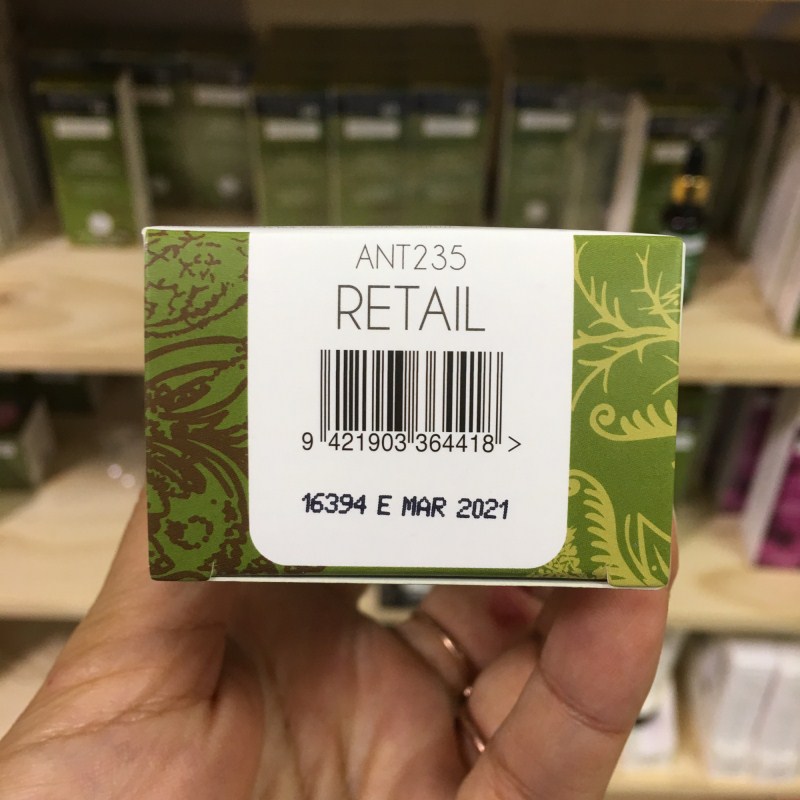 ANT235
RETAIL
9 421903 364418 >
16394 E MAR 2021